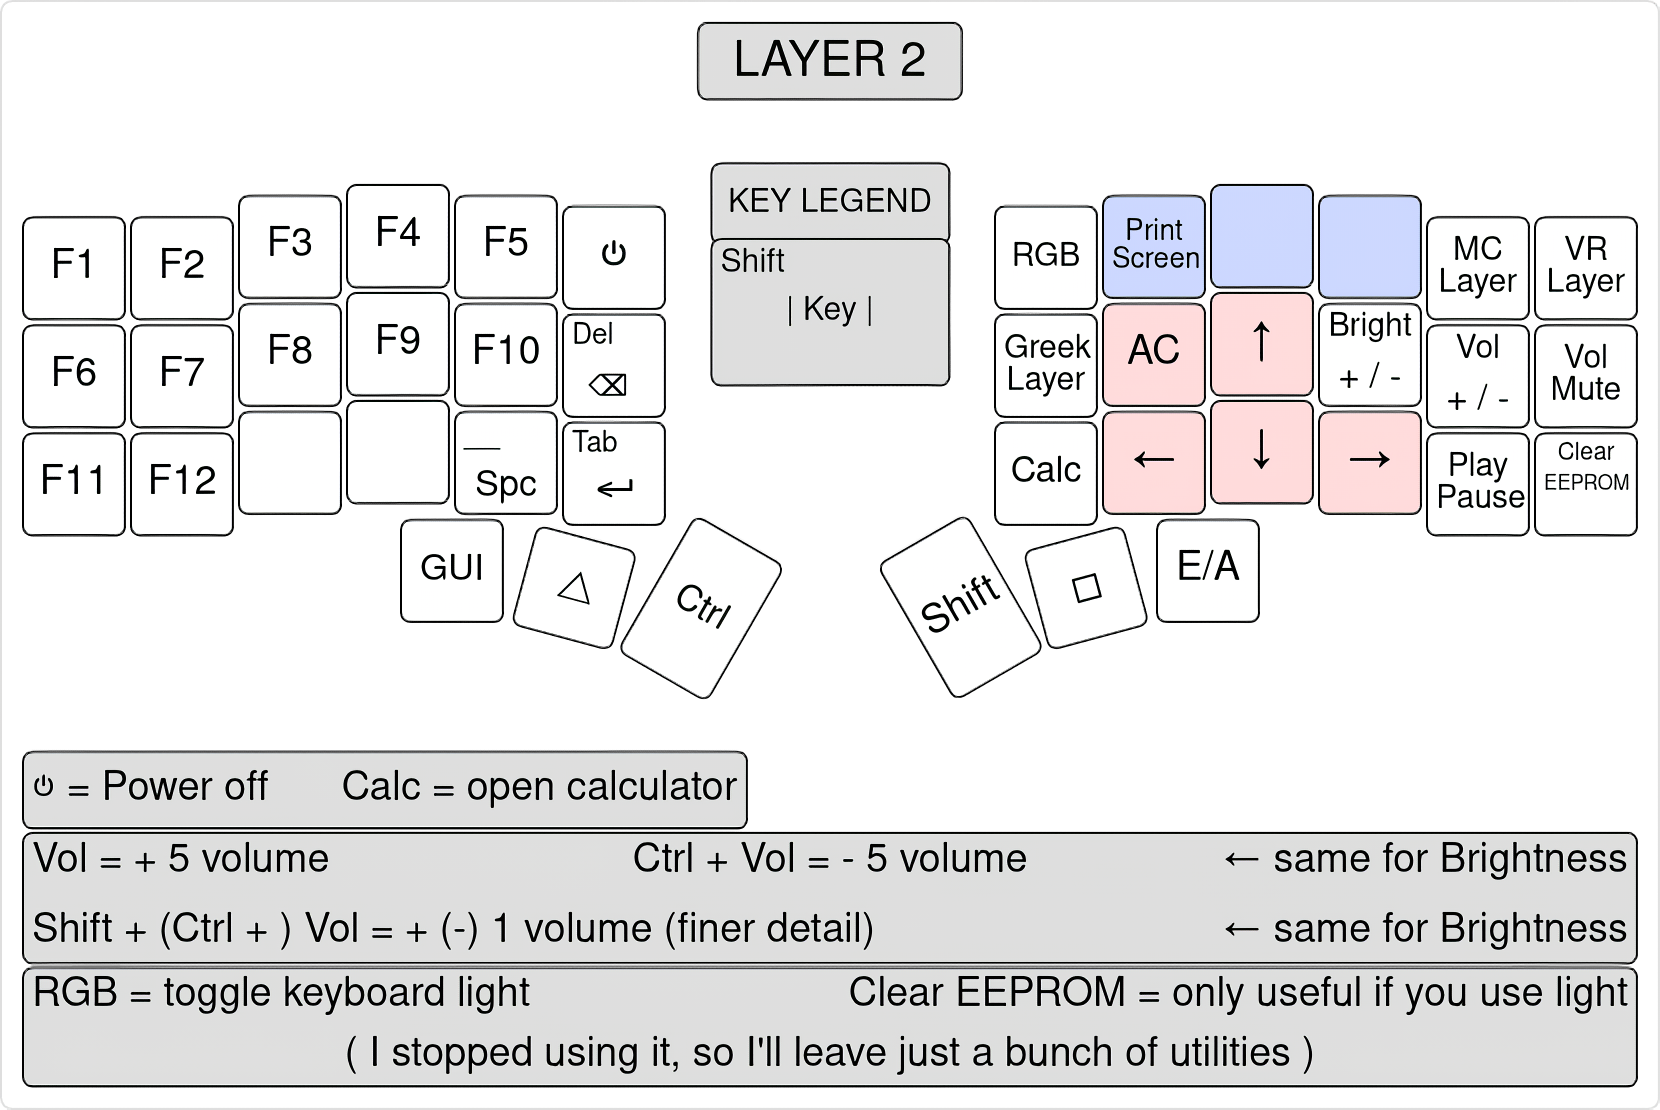 LAYER 2
KEY LEGEND
Shift
| Key |
F1 F2 F3 F4 F5 ⏻
F6 F7 F8 F9 F10 Del ⌫
F11 F12 __ Spc Tab ↵
GUI △ Ctrl
RGB Print Screen MC Layer VR Layer
Greek Layer AC ↑ Bright + / - Vol + / - Vol Mute
Calc ← ↓ → Play Pause Clear EEPROM
Shift □ E/A
⏻ = Power off Calc = open calculator
Vol = + 5 volume Ctrl + Vol = - 5 volume ← same for Brightness
Shift + (Ctrl + ) Vol = + (-) 1 volume (finer detail) ← same for Brightness
RGB = toggle keyboard light Clear EEPROM = only useful if you use light
( I stopped using it, so I'll leave just a bunch of utilities )